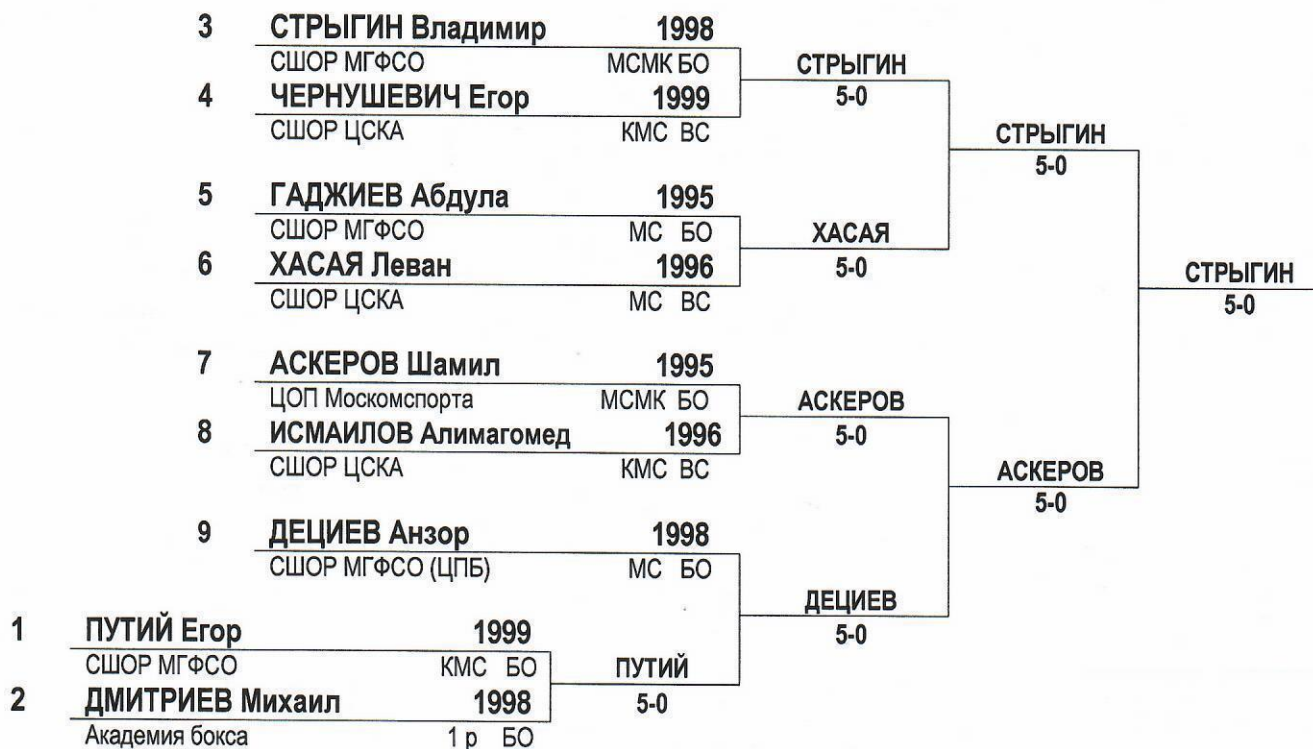 3 СТРЫГИН Владимир 1998
СШОР МГФСО МСМК БО СТРЫГИН
4 ЧЕРНУШЕВИЧ Егор 1999 5-0
СШОР ЦСКА КМС ВС СТРЫГИН
5-0
5 ГАДЖИЕВ Абдула 1995
СШОР МГФСО МС БО ХАСАЯ
6 ХАСАЯ Леван 1996 5-0 СТРЫГИН
СШОР ЦСКА МС ВС 5-0
7 АСКЕРОВ Шамил 1995
ЦОП Москомспорта МСМК БО АСКЕРОВ
8 ИСМАИЛОВ Алимагомед 1996 5-0
СШОР ЦСКА КМС ВС АСКЕРОВ
5-0
9 ДЕЦИЕВ Анзор 1998
СШОР МГФСО (ЦПБ) МС БО
ДЕЦИЕВ
1 ПУТИЙ Егор 1999 5-0
СШОР МГФСО КМС БО ПУТИЙ
2 ДМИТРИЕВ Михаил 1998 5-0
Академия бокса 1 р БО